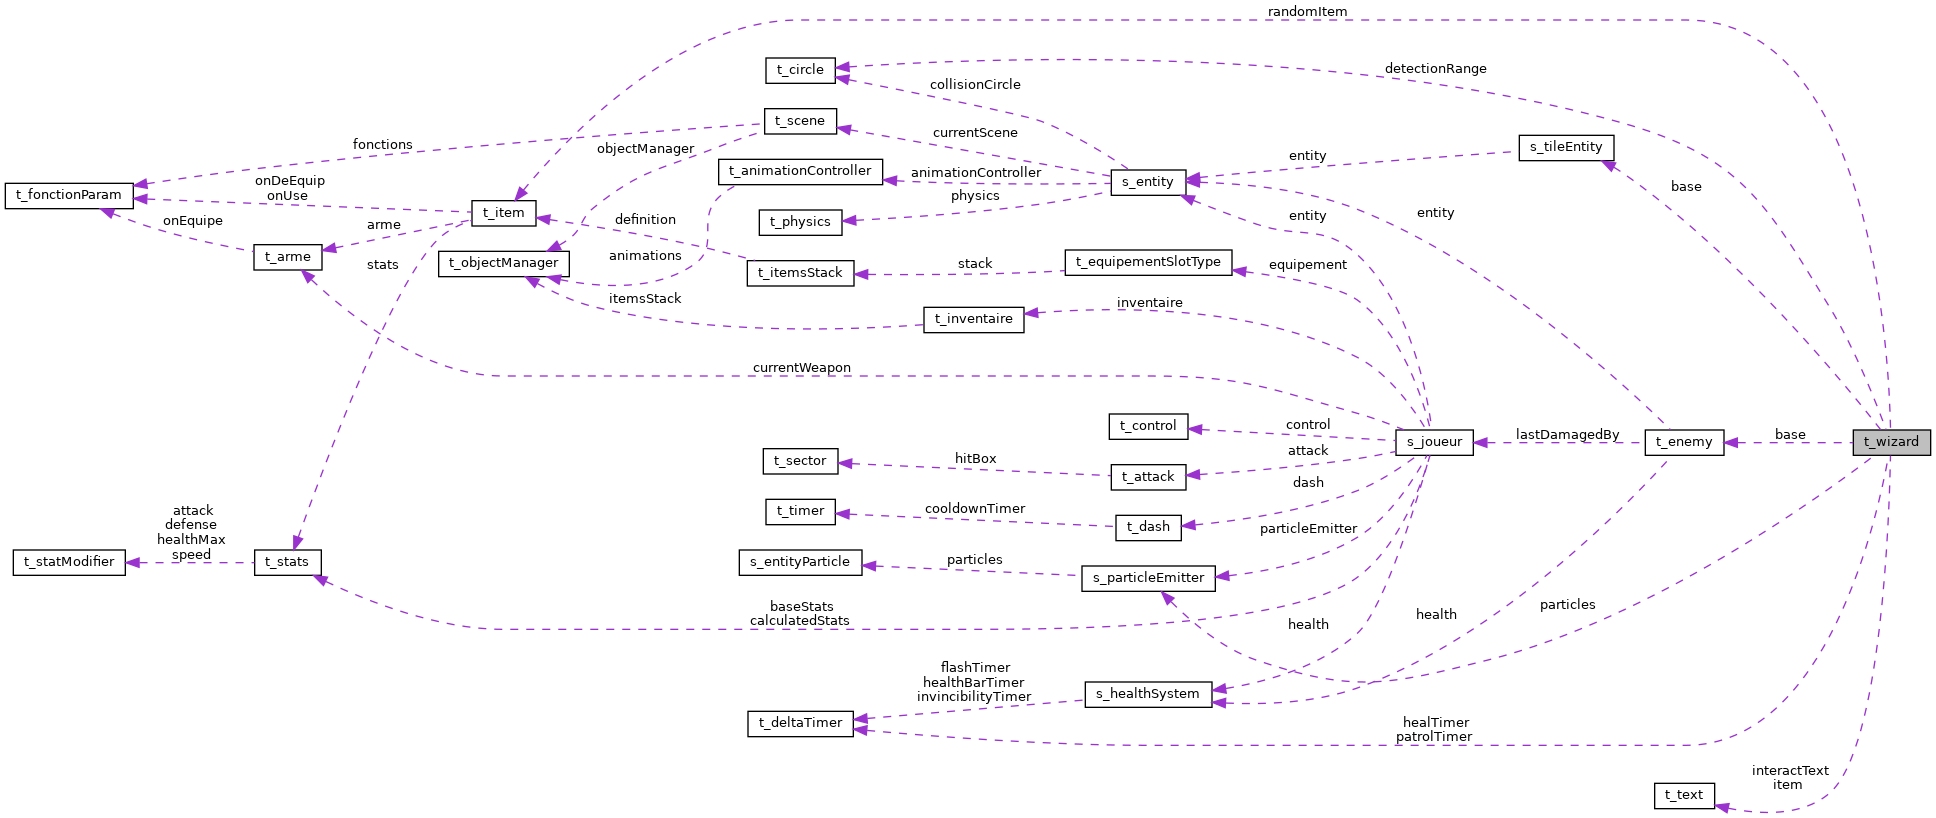 randomItem
t_circle
detectionRange
collisionCircle
t_scene
currentScene
fonctions
objectManager
s_tileEntity
entity
t_animationController
animationController
s_entity
base
onDeEquip
onUse
t_fonctionParam
physics
onEquipe
t_item
definition
t_physics
entity
entity
arme
t_arme
stats
t_objectManager
animations
t_itemsStack
stack
t_equipementSlotType
equipement
itemsStack
inventaire
t_inventaire
currentWeapon
t_control
control
s_joueur
lastDamagedBy
t_enemy
base
t_wizard
t_sector
hitBox
attack
t_attack
dash
t_timer
cooldownTimer
t_dash
particleEmitter
attack
defense
healthMax
speed
t_statModifier
t_stats
s_entityParticle
particles
s_particleEmitter
baseStats
calculatedStats
health
health
particles
flashTimer
healthBarTimer
invincibilityTimer
s_healthSystem
t_deltaTimer
healTimer
patrolTimer
interactText
item
t_text